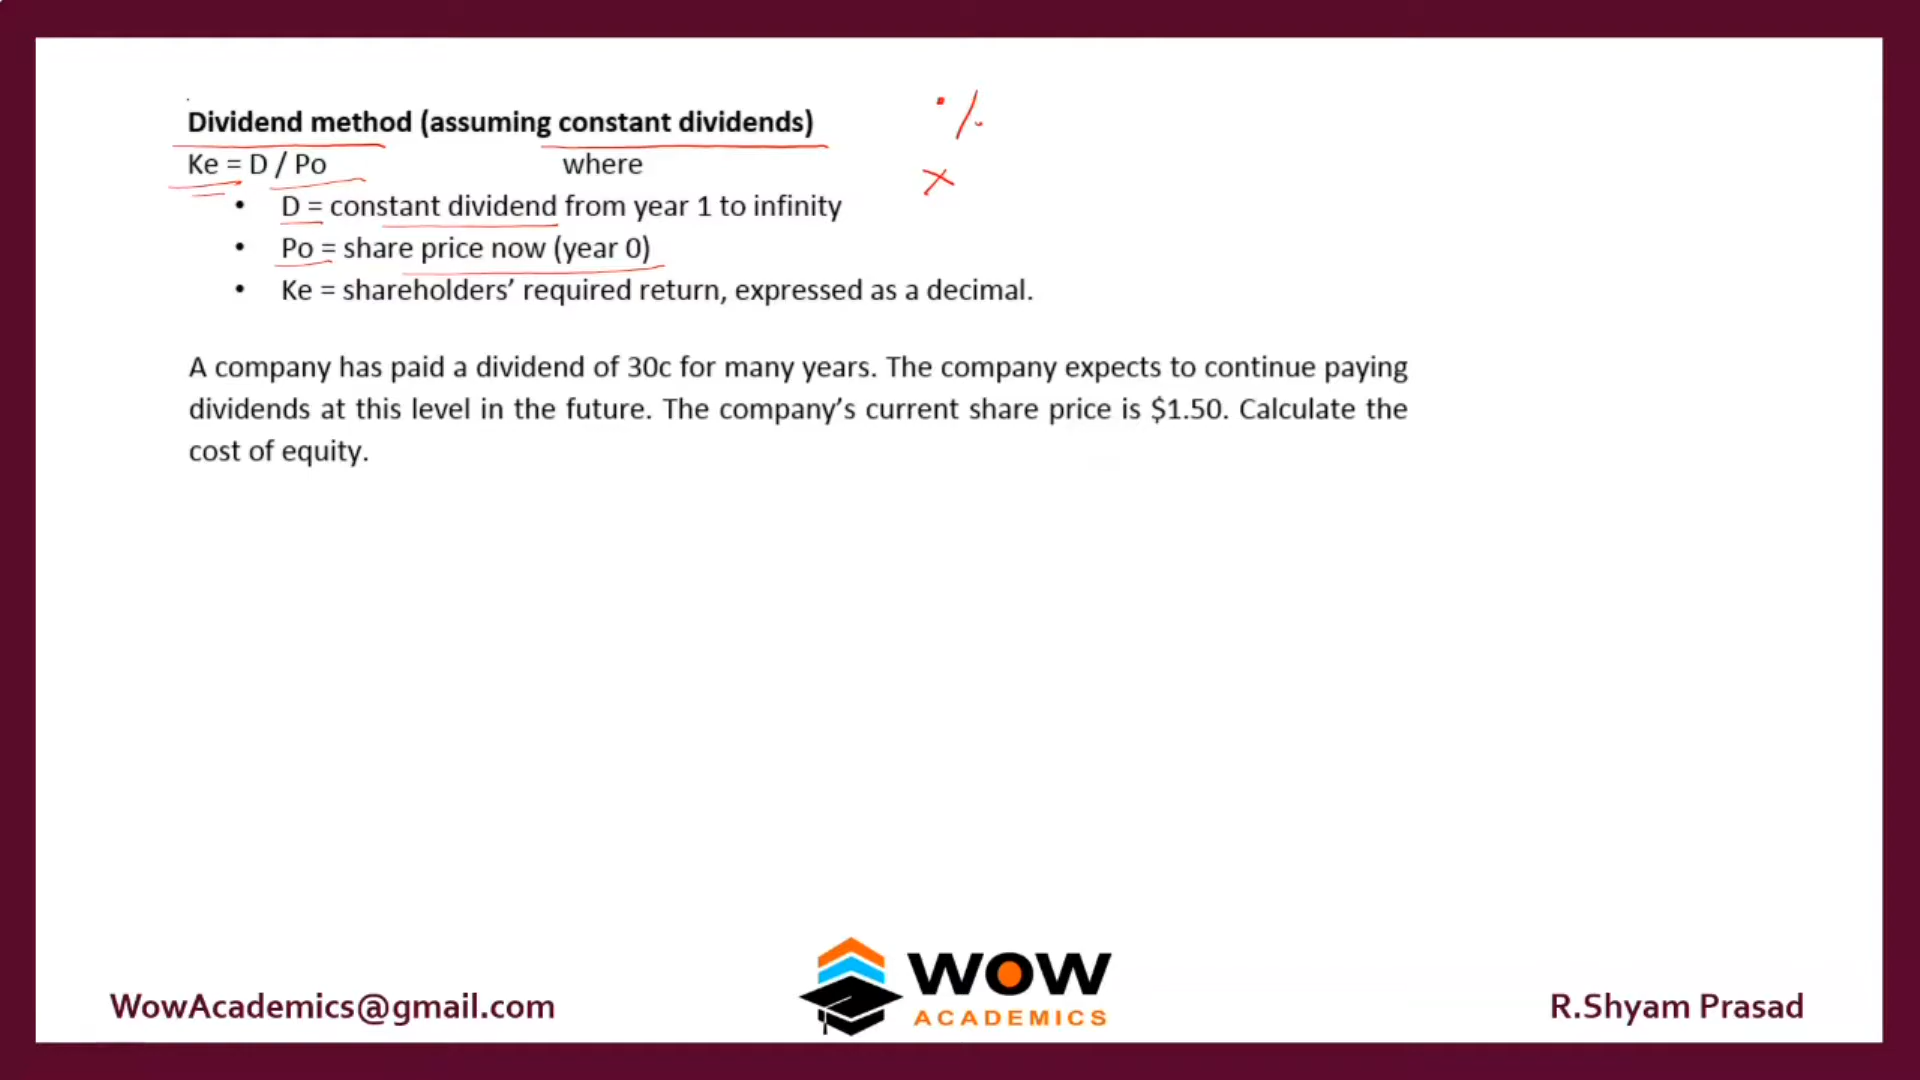 Dividend method (assuming constant dividends)
%
Ke = D / Po where
x
• D = constant dividend from year 1 to infinity
• Po = share price now (year 0)
• Ke = shareholders’ required return, expressed as a decimal.
A company has paid a dividend of 30c for many years. The company expects to continue paying
dividends at this level in the future. The company’s current share price is $1.50. Calculate the
cost of equity.
WowAcademics@gmail.com
WOW
ACADEMICS
R.Shyam Prasad